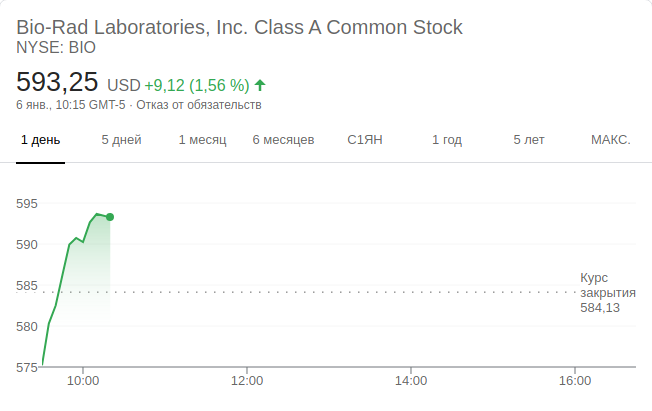 Bio-Rad Laboratories, Inc. Class A Common Stock
NYSE: BIO
593,25 USD +9,12 (1,56 %)
6 янв., 10:15 GMT-5 · Отказ от обязательств
1 день 5 дней 1 месяц 6 месяцев С1ЯН 1 год 5 лет МАКС.
595
590
585
580
575
Курс
закрытия
584,13
10:00 12:00 14:00 16:00